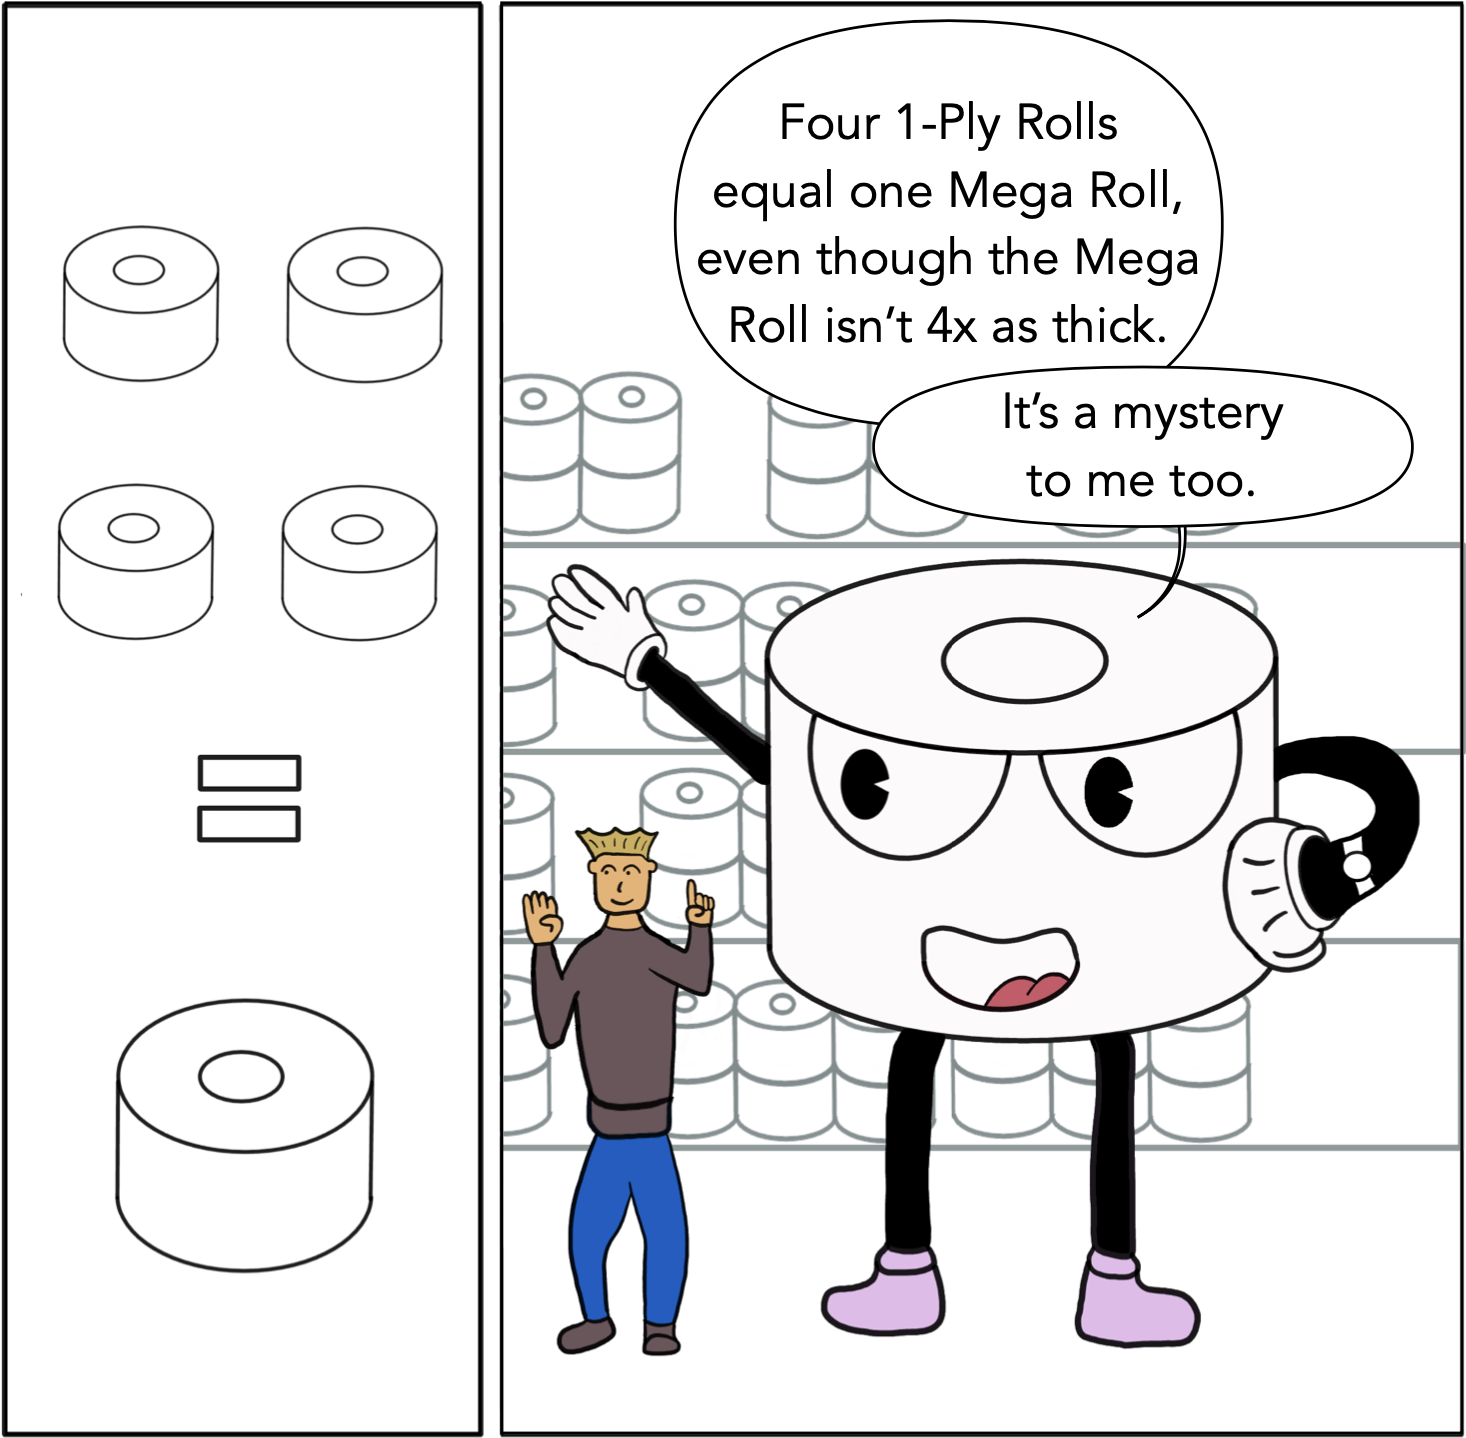 Four 1-Ply Rolls
equal one Mega Roll,
even though the Mega
Roll isn’t 4x as thick.
It’s a mystery
to me too.